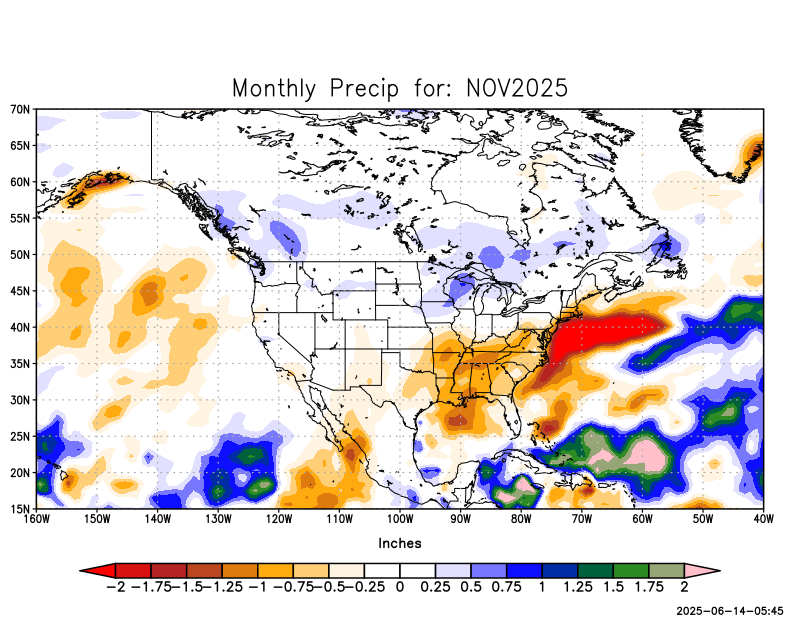 Monthly Precip for: NOV2025
70N
65N
60N
55N
50N
45N
40N
35N
30N
25N
20N
15N
160W 150W 140W 130W 120W 110W 100W 90W 80W 70W 60W 50W 40W
Inches
-2 -1.75 -1.5 -1.25 -1 -0.75 -0.5 -0.25 0 0.25 0.5 0.75 1 1.25 1.5 1.75 2
2025-06-14-05:45